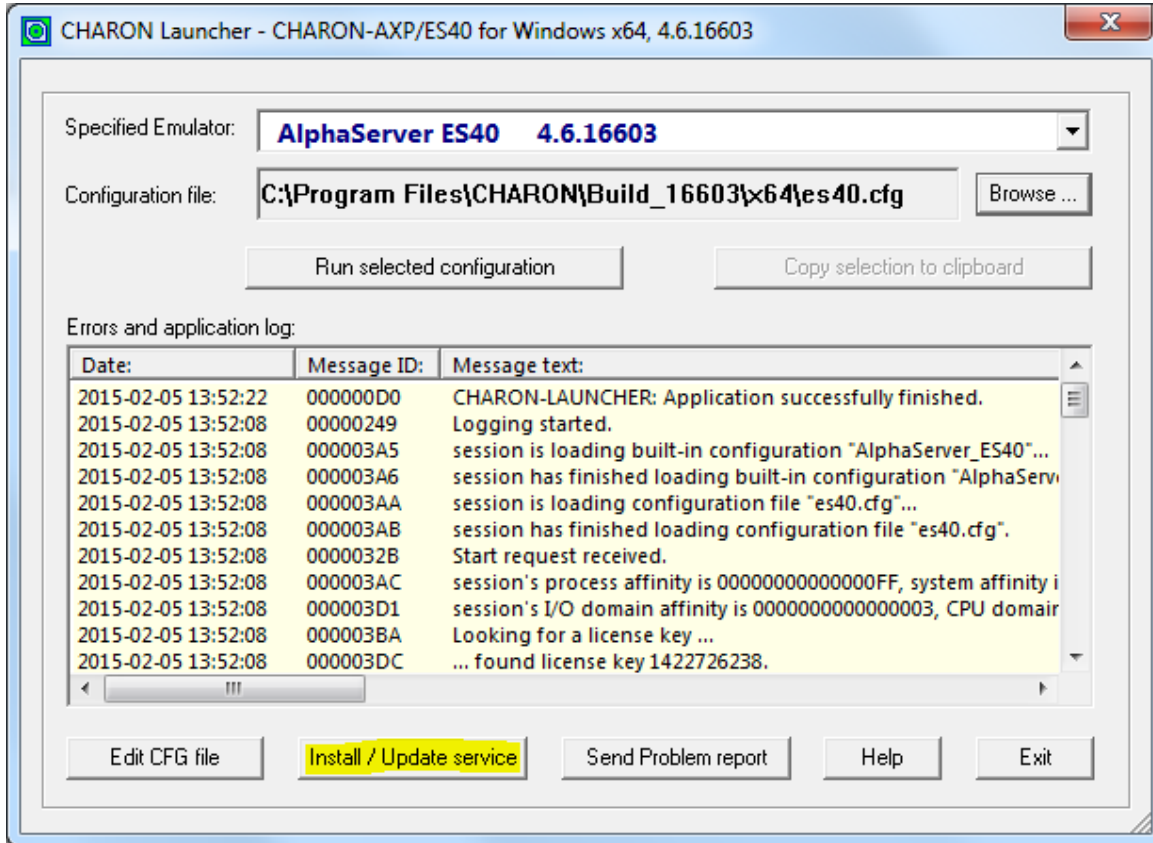 CHARON Launcher - CHARON-AXP/ES40 for Windows x64, 4.6.16603
Specified Emulator: AlphaServer ES40 4.6.16603
Configuration file: C:\Program Files\CHARON\Build_16603\x64\es40.cfg Browse ...
Run selected configuration Copy selection to clipboard
Errors and application log:
Date: Message ID: Message text:
2015-02-05 13:52:22 000000D0 CHARON-LAUNCHER: Application successfully finished.
2015-02-05 13:52:08 00000249 Logging started.
2015-02-05 13:52:08 000003A5 session is loading built-in configuration "AlphaServer_ES40"...
2015-02-05 13:52:08 000003A6 session has finished loading built-in configuration "AlphaServ
2015-02-05 13:52:08 000003AA session is loading configuration file "es40.cfg"...
2015-02-05 13:52:08 000003AB session has finished loading configuration file "es40.cfg".
2015-02-05 13:52:08 0000032B Start request received.
2015-02-05 13:52:08 000003AC session's process affinity is 00000000000000FF, system affinity i
2015-02-05 13:52:08 000003D1 session's I/O domain affinity is 0000000000000003, CPU domain
2015-02-05 13:52:08 000003BA Looking for a license key ...
2015-02-05 13:52:08 000003DC ... found license key 1422726238.
Edit CFG file Install / Update service Send Problem report Help Exit